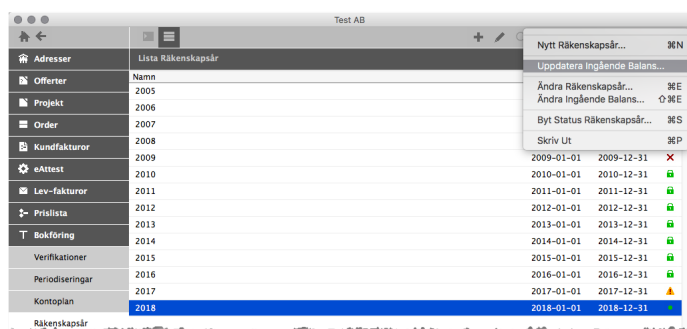 Test AB
Adresser
Offerter
Projekt
Order
Kundfakturor
eAttest
Lev-fakturor
Prislista
Bokföring
Verifikationer
Periodiseringar
Kontoplan
Räkenskapsår
Lista Räkenskapsår
Namn
2005
2006
2007
2008
2009 2009-01-01 2009-12-31
2010 2010-01-01 2010-12-31
2011 2011-01-01 2011-12-31
2012 2012-01-01 2012-12-31
2013 2013-01-01 2013-12-31
2014 2014-01-01 2014-12-31
2015 2015-01-01 2015-12-31
2016 2016-01-01 2016-12-31
2017 2017-01-01 2017-12-31
2018 2018-01-01 2018-12-31
Nytt Räkenskapsår... ⌘N
Uppdatera Ingående Balans...
Ändra Räkenskapsår... ⌘E
Ändra Ingående Balans... ⇧⌘E
Byt Status Räkenskapsår... ⌘S
Skriv Ut ⌘P